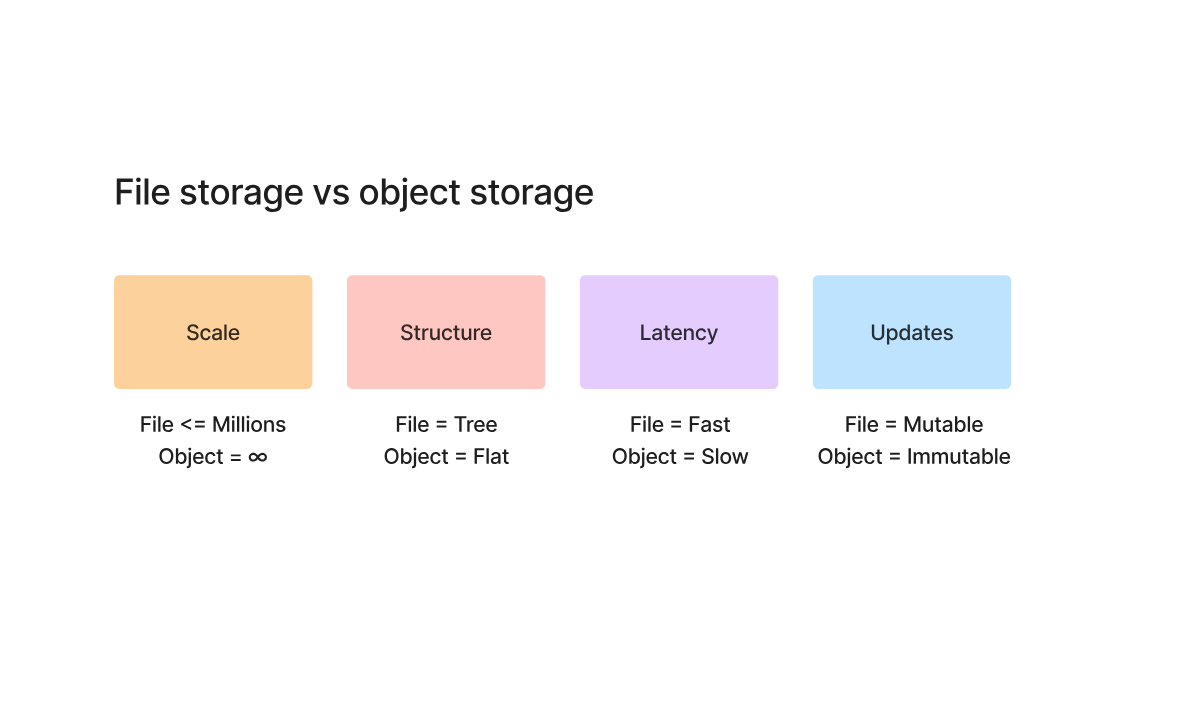 File storage vs object storage
Scale
File <= Millions
Object = ∞
Structure
File = Tree
Object = Flat
Latency
File = Fast
Object = Slow
Updates
File = Mutable
Object = Immutable